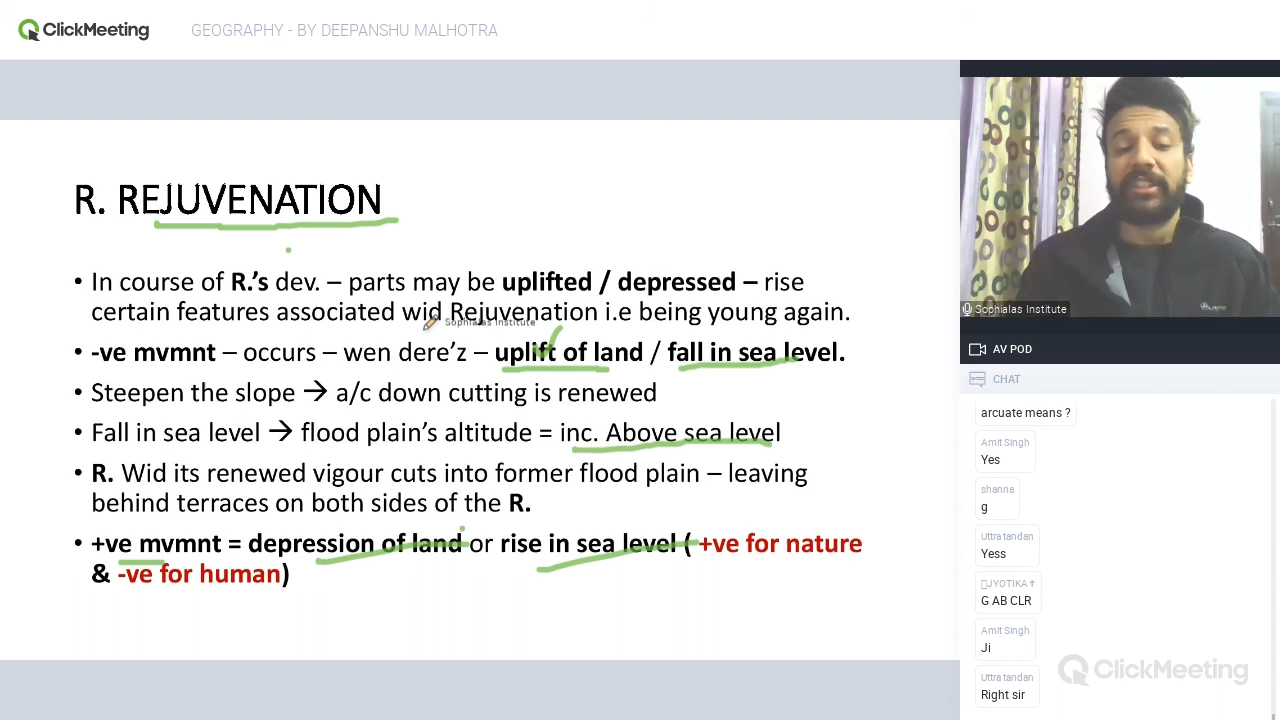 ClickMeeting
GEOGRAPHY - BY DEEPANSHU MALHOTRA
R. REJUVENATION
• In course of R.'s dev. – parts may be uplifted / depressed – rise
certain features associated wid Rejuvenation i.e being young again.
Sophialas Institute
• -ve mvmnt – occurs – wen dere'z – uplift of land / fall in sea level.
• Steepen the slope → a/c down cutting is renewed
• Fall in sea level → flood plain's altitude = inc. Above sea level
• R. Wid its renewed vigour cuts into former flood plain – leaving
behind terraces on both sides of the R.
• +ve mvmnt = depression of land or rise in sea level ( +ve for nature
& -ve for human)
Sophialas Institute
AV POD
CHAT
arcuate means ?
Amit Singh
Yes
shanna
g
Uttra tandan
Yess
JYOTIKA
G AB CLR
Amit Singh
Ji
Uttra tandan
Right sir
ClickMeeting